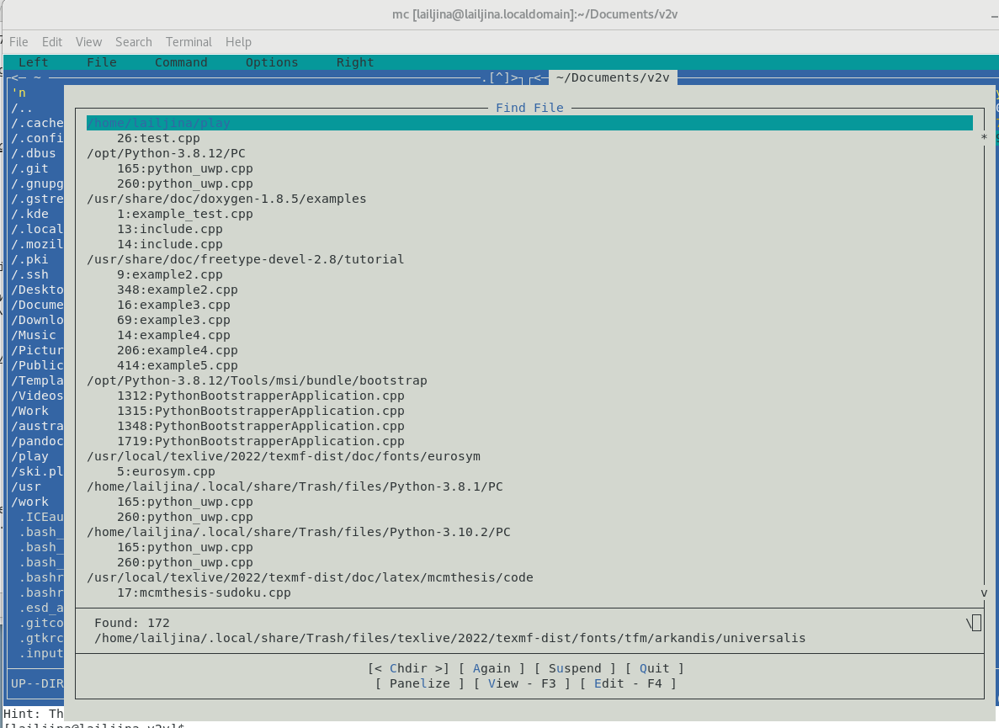 mc [lailjina@lailjina.localdomain]:~/Documents/v2v
File Edit View Search Terminal Help
Left File Command Options Right
<─ ~ .[^]> <─ ~/Documents/v2v
'n
/..
Find File
/.cache /home/lailjina/play
/.confi 26:test.cpp *
/.dbus /opt/Python-3.8.12/PC
/.git 165:python_uwp.cpp
/.gnupg 260:python_uwp.cpp
/.gstre /usr/share/doc/doxygen-1.8.5/examples
/.kde 1:example_test.cpp
/.local 13:include.cpp
/.mozil 14:include.cpp
/.pki /usr/share/doc/freetype-devel-2.8/tutorial
/.ssh 9:example2.cpp
/Deskto 348:example2.cpp
/Docume 16:example3.cpp
/Downlo 69:example3.cpp
/Music 14:example4.cpp
/Pictur 206:example4.cpp
/Public 414:example5.cpp
/Templa /opt/Python-3.8.12/Tools/msi/bundle/bootstrap
/Videos 1312:PythonBootstrapperApplication.cpp
/Work 1315:PythonBootstrapperApplication.cpp
/austra 1348:PythonBootstrapperApplication.cpp
/pandoc 1719:PythonBootstrapperApplication.cpp
/play /usr/local/texlive/2022/texmf-dist/doc/fonts/eurosym
/ski.pl 5:eurosym.cpp
/usr /home/lailjina/.local/share/Trash/files/Python-3.8.1/PC
/work 165:python_uwp.cpp
.ICEau 260:python_uwp.cpp
.bash_ /home/lailjina/.local/share/Trash/files/Python-3.10.2/PC
.bash_ 165:python_uwp.cpp
.bash_ 260:python_uwp.cpp
.bashr /usr/local/texlive/2022/texmf-dist/doc/latex/mcmthesis/code
.bashr 17:mcmthesis-sudoku.cpp v
.esd_a
.gitco Found: 172 \
.gtkrc /home/lailjina/.local/share/Trash/files/texlive/2022/texmf-dist/fonts/tfm/arkandis/universalis
.input
[< Chdir >] [ Again ] [ Suspend ] [ Quit ]
UP--DIR [ Panelize ] [ View - F3 ] [ Edit - F4 ]
Hint: Th
[lailjina@lailjina v2v]$